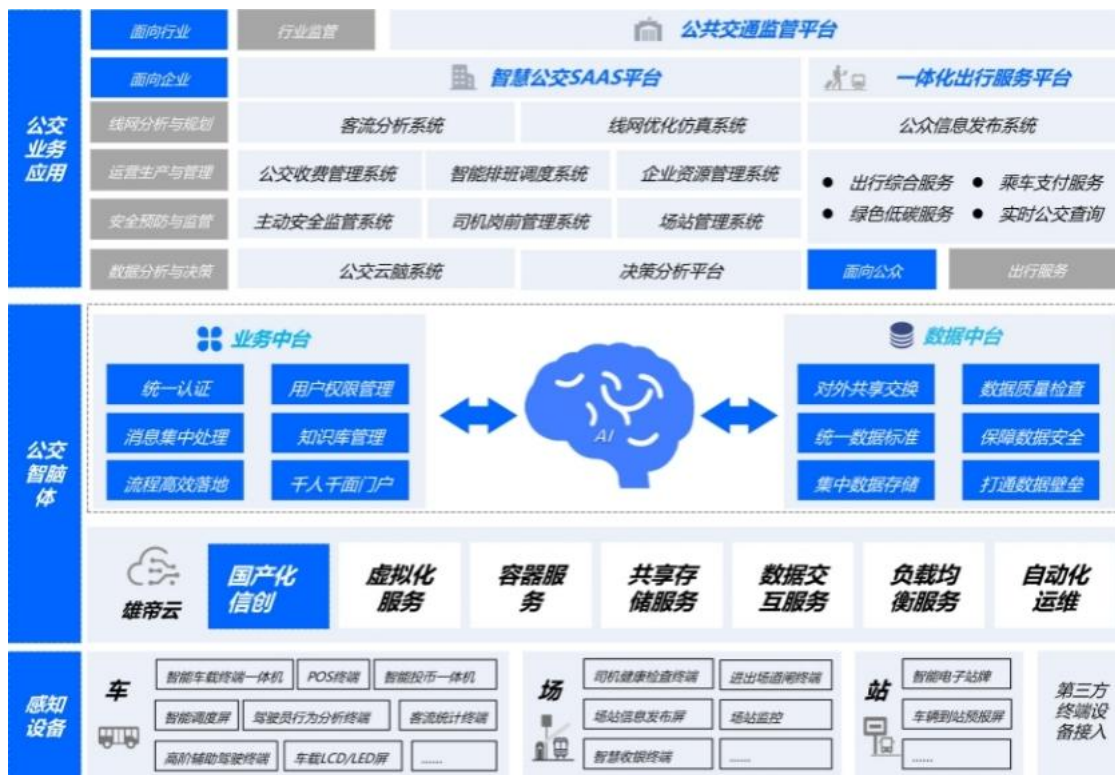 公交
业务
应用
面向行业
行业监管
公共交通监管平台
面向企业
智慧公交SAAS平台
一体化出行服务平台
线网分析与规划
客流分析系统
线网优化仿真系统
公众信息发布系统
运营生产与管理
公交收费管理系统
智能排班调度系统
企业资源管理系统
● 出行综合服务
● 乘车支付服务
● 绿色低碳服务
● 实时公交查询
安全预防与监管
主动安全监管系统
司机岗前管理系统
场站管理系统
数据分析与决策
公交云脑系统
决策分析平台
面向公众
出行服务
公交
智脑
体
业务中台
统一认证
用户权限管理
消息集中处理
知识库管理
流程高效落地
千人千面门户
AI
数据中台
对外共享交换
数据质量检查
统一数据标准
保障数据安全
集中数据存储
打通数据壁垒
雄帝云
国产化
信创
虚拟化
服务
容器服
务
共享存
储服务
数据交
互服务
负载均
衡服务
自动化
运维
感知
设备
车
智能车载终端一体机
POS终端
智能投币一体机
智能调度屏
驾驶员行为分析终端
客流统计终端
高阶辅助驾驶终端
车载LCD/LED屏
......
场
司机健康检查终端
进出场道闸终端
场站信息发布屏
场站监控
智慧收银终端
......
站
智能电子站牌
车辆到站预报屏
......
第三方
终端设
备接入